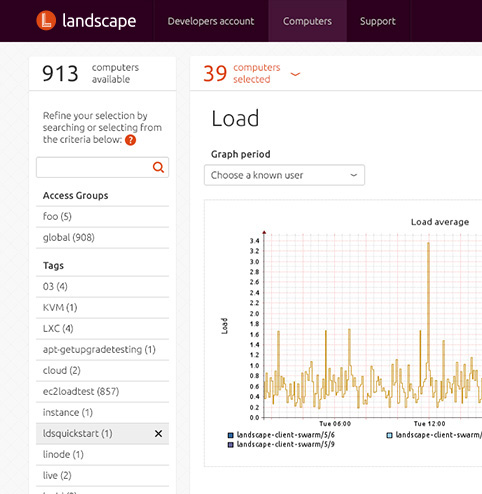 landscape
Developers account
Computers
Support
913 computers available
39 computers selected
Refine your selection by
searching or selecting from
the criteria below: ?
Access Groups
foo (5)
global (908)
Tags
03 (4)
KVM (1)
LXC (4)
apt-getupgradetesting (1)
cloud (2)
ec2loadtest (857)
instance (1)
ldsquickstart (1)
linode (1)
live (2)
Load
Graph period
Choose a known user
Load average
Load
3.4
3.2
3.0
2.8
2.6
2.4
2.2
2.0
1.8
1.6
1.4
1.2
1.0
0.8
0.6
0.4
0.2
0.0
Tue 06:00
Tue 12:00
landscape-client-swarm/5/6
landscape-client-swarm/
landscape-client-swarm/5/9